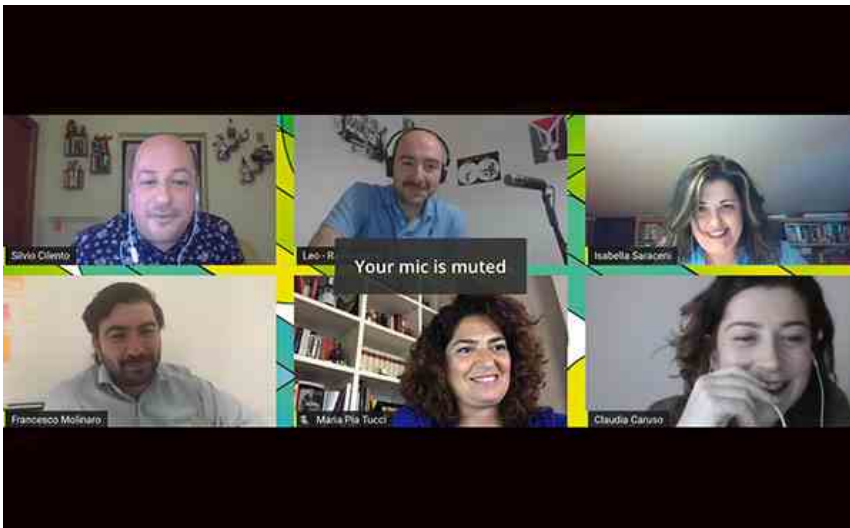 Silvio Cilento
Leo - R
Isabella Saraceni
Your mic is muted
Francesco Molinaro
Maria Pia Tucci
Claudia Caruso